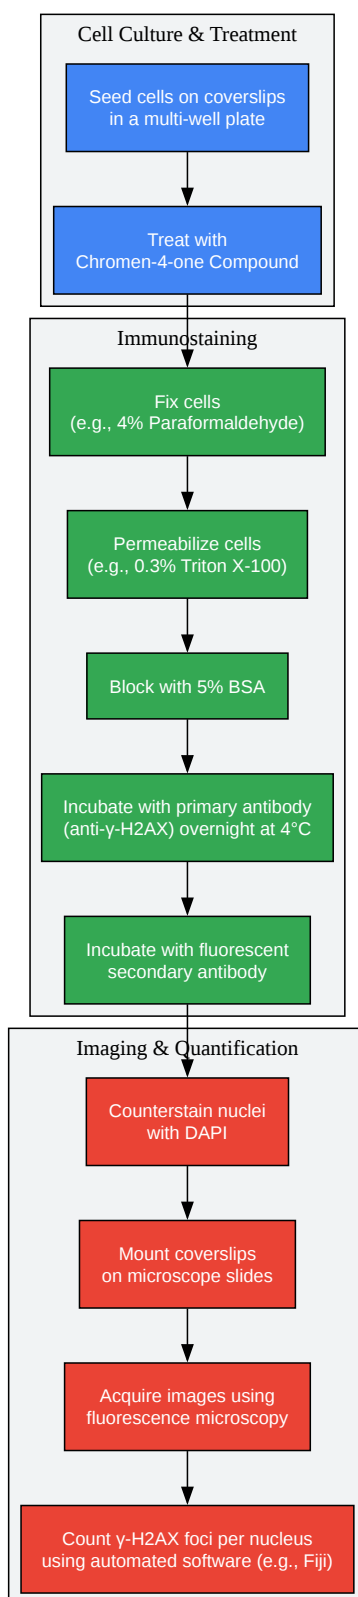 Cell Culture & Treatment
Seed cells on coverslips
in a multi-well plate
Treat with
Chromen-4-one Compound
Immunostaining
Fix cells
(e.g., 4% Paraformaldehyde)
Permeabilize cells
(e.g., 0.3% Triton X-100)
Block with 5% BSA
Incubate with primary antibody
(anti-γ-H2AX) overnight at 4°C
Incubate with fluorescent
secondary antibody
Imaging & Quantification
Counterstain nuclei
with DAPI
Mount coverslips
on microscope slides
Acquire images using
fluorescence microscopy
Count γ-H2AX foci per nucleus
using automated software (e.g., Fiji)